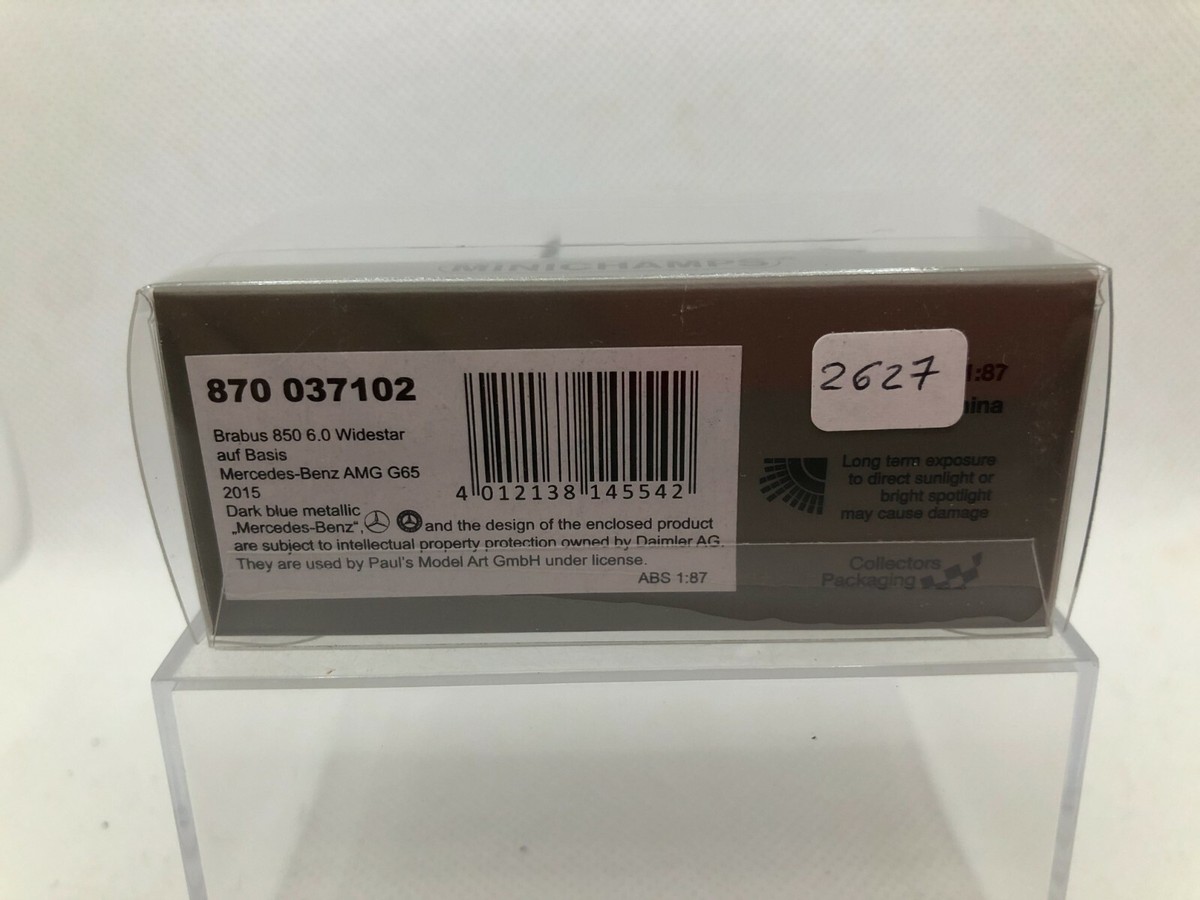 MINICHAMPS
870 037102
Brabus 850 6.0 Widestar
auf Basis
Mercedes-Benz AMG G65
2015
Dark blue metallic
„Mercedes-Benz“, and the design of the enclosed product
are subject to intellectual property protection owned by Daimler AG.
They are used by Paul's Model Art GmbH under license.
ABS 1:87
4 012138 145542
2627
1:87
Long term exposure
to direct sunlight or
bright spotlight
may cause damage
Collectors
Packaging